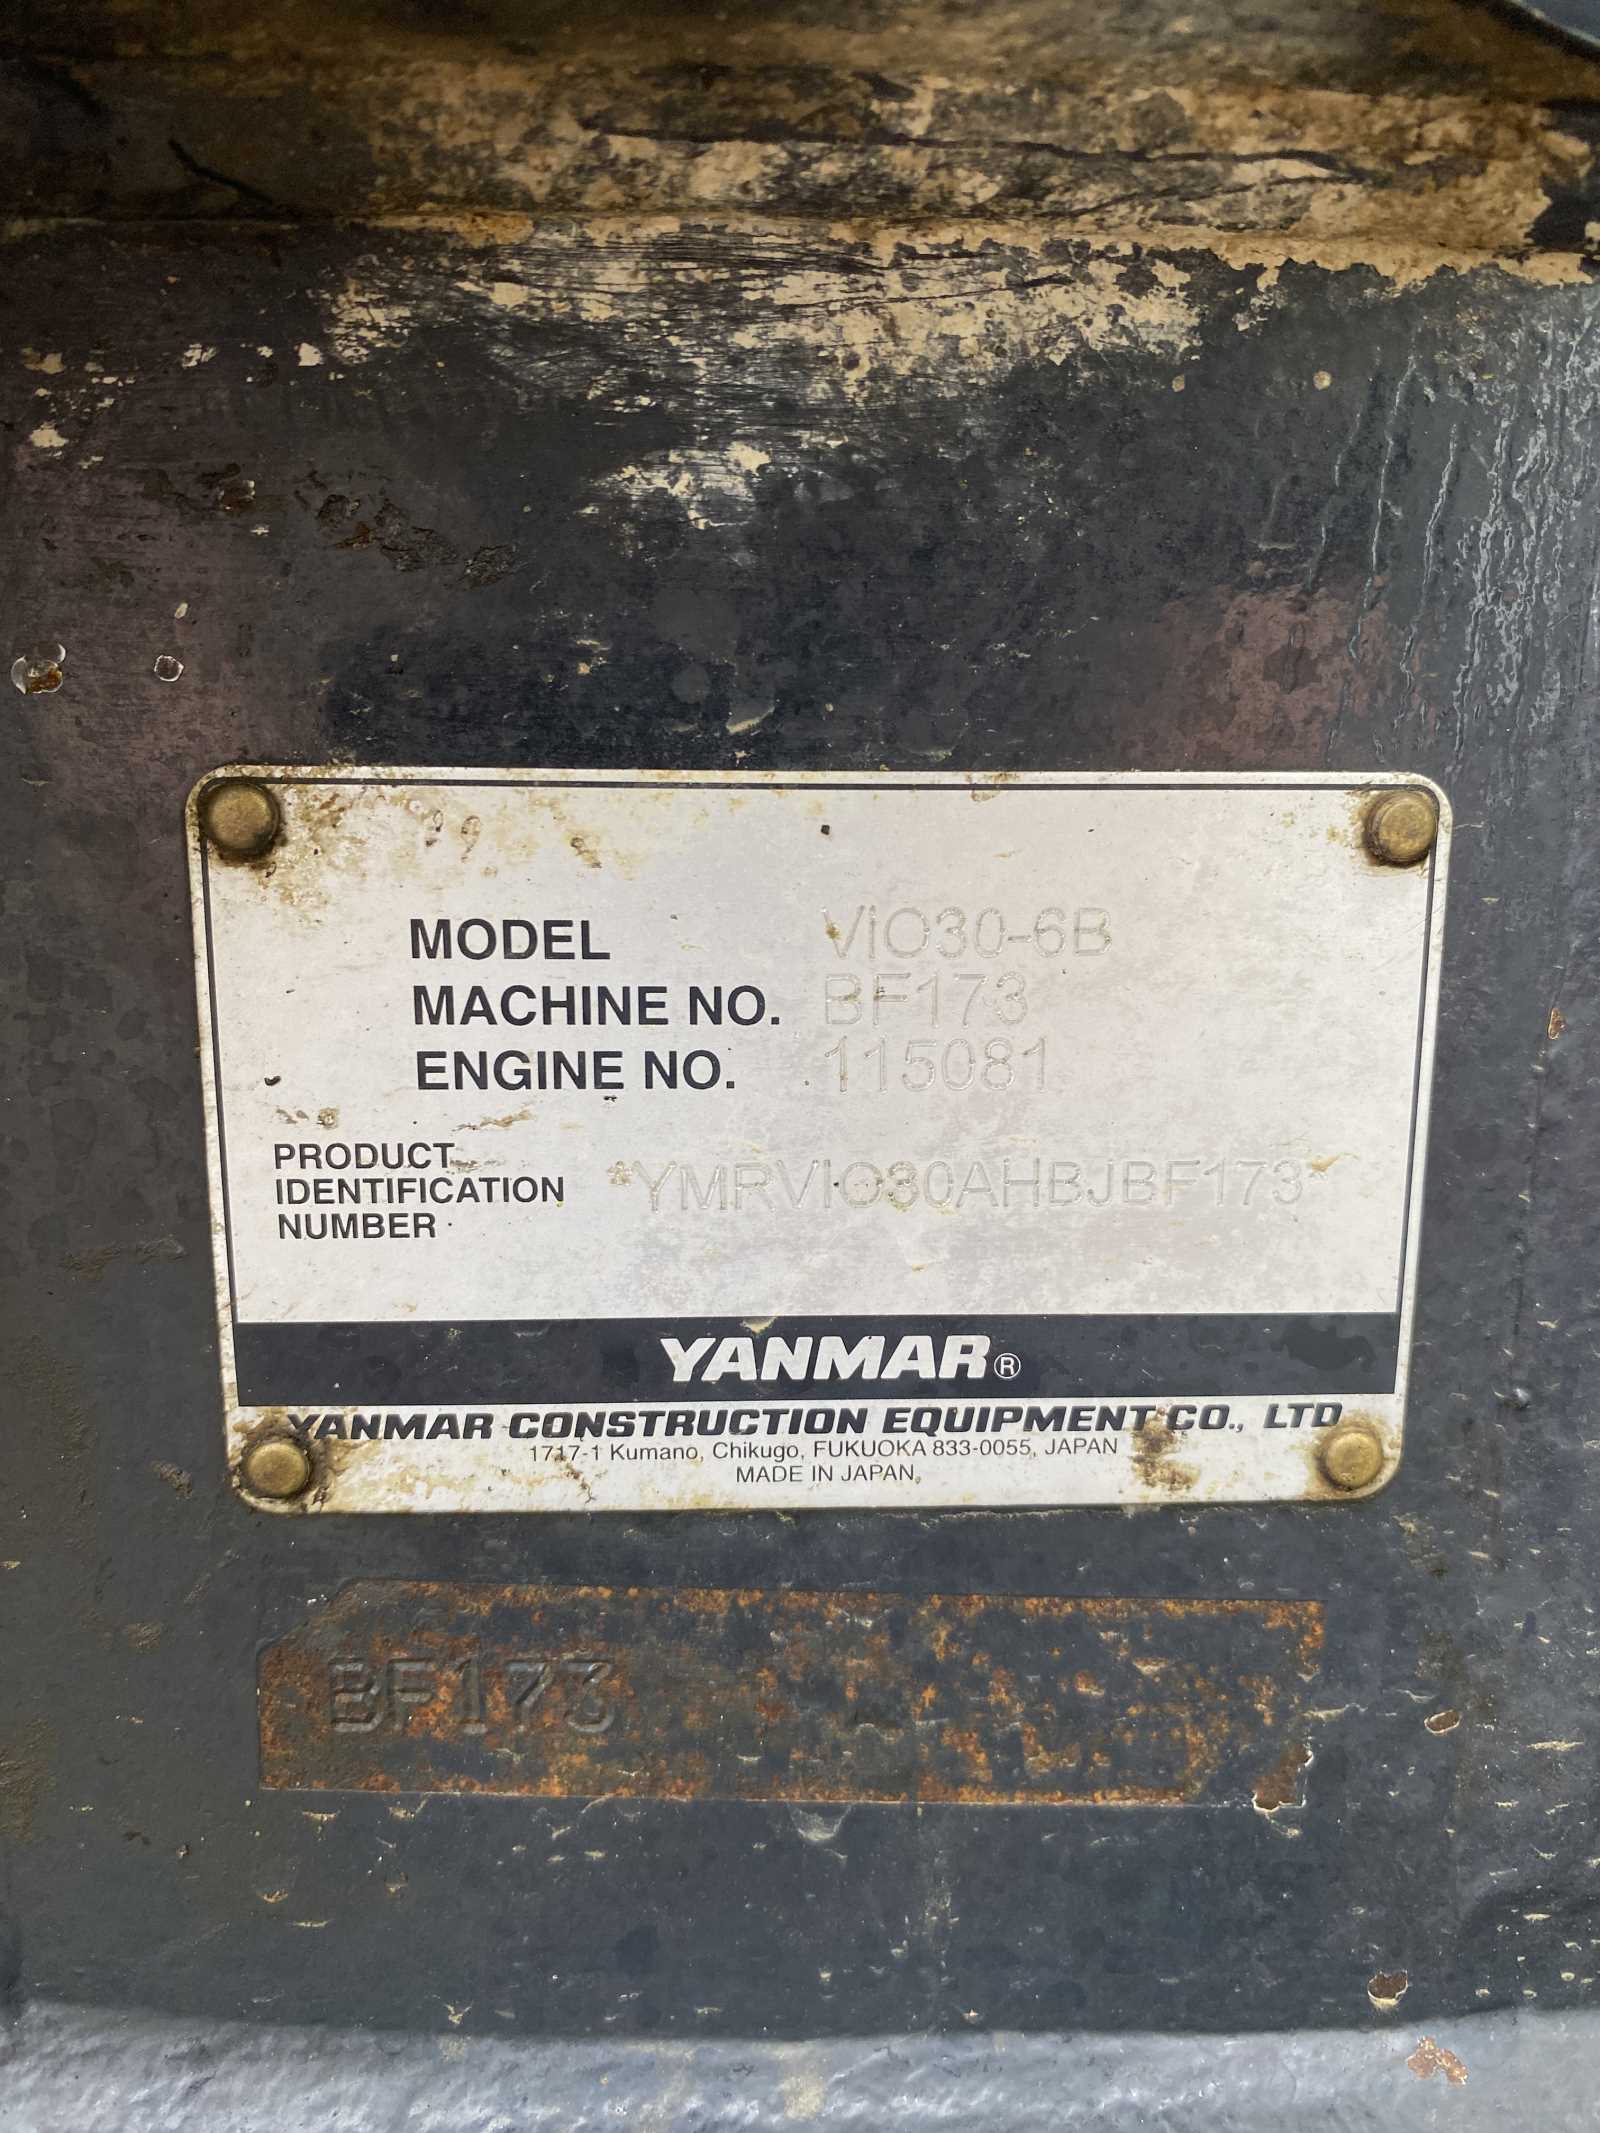 MODEL VIO30-6B
MACHINE NO. BF173
ENGINE NO. 115081
PRODUCT
IDENTIFICATION
NUMBER
*YMRVIO30AHBJBF173*
YANMAR®
YANMAR CONSTRUCTION EQUIPMENT CO., LTD
1717-1 Kumano, Chikugo, FUKUOKA 833-0055, JAPAN
MADE IN JAPAN
BF173